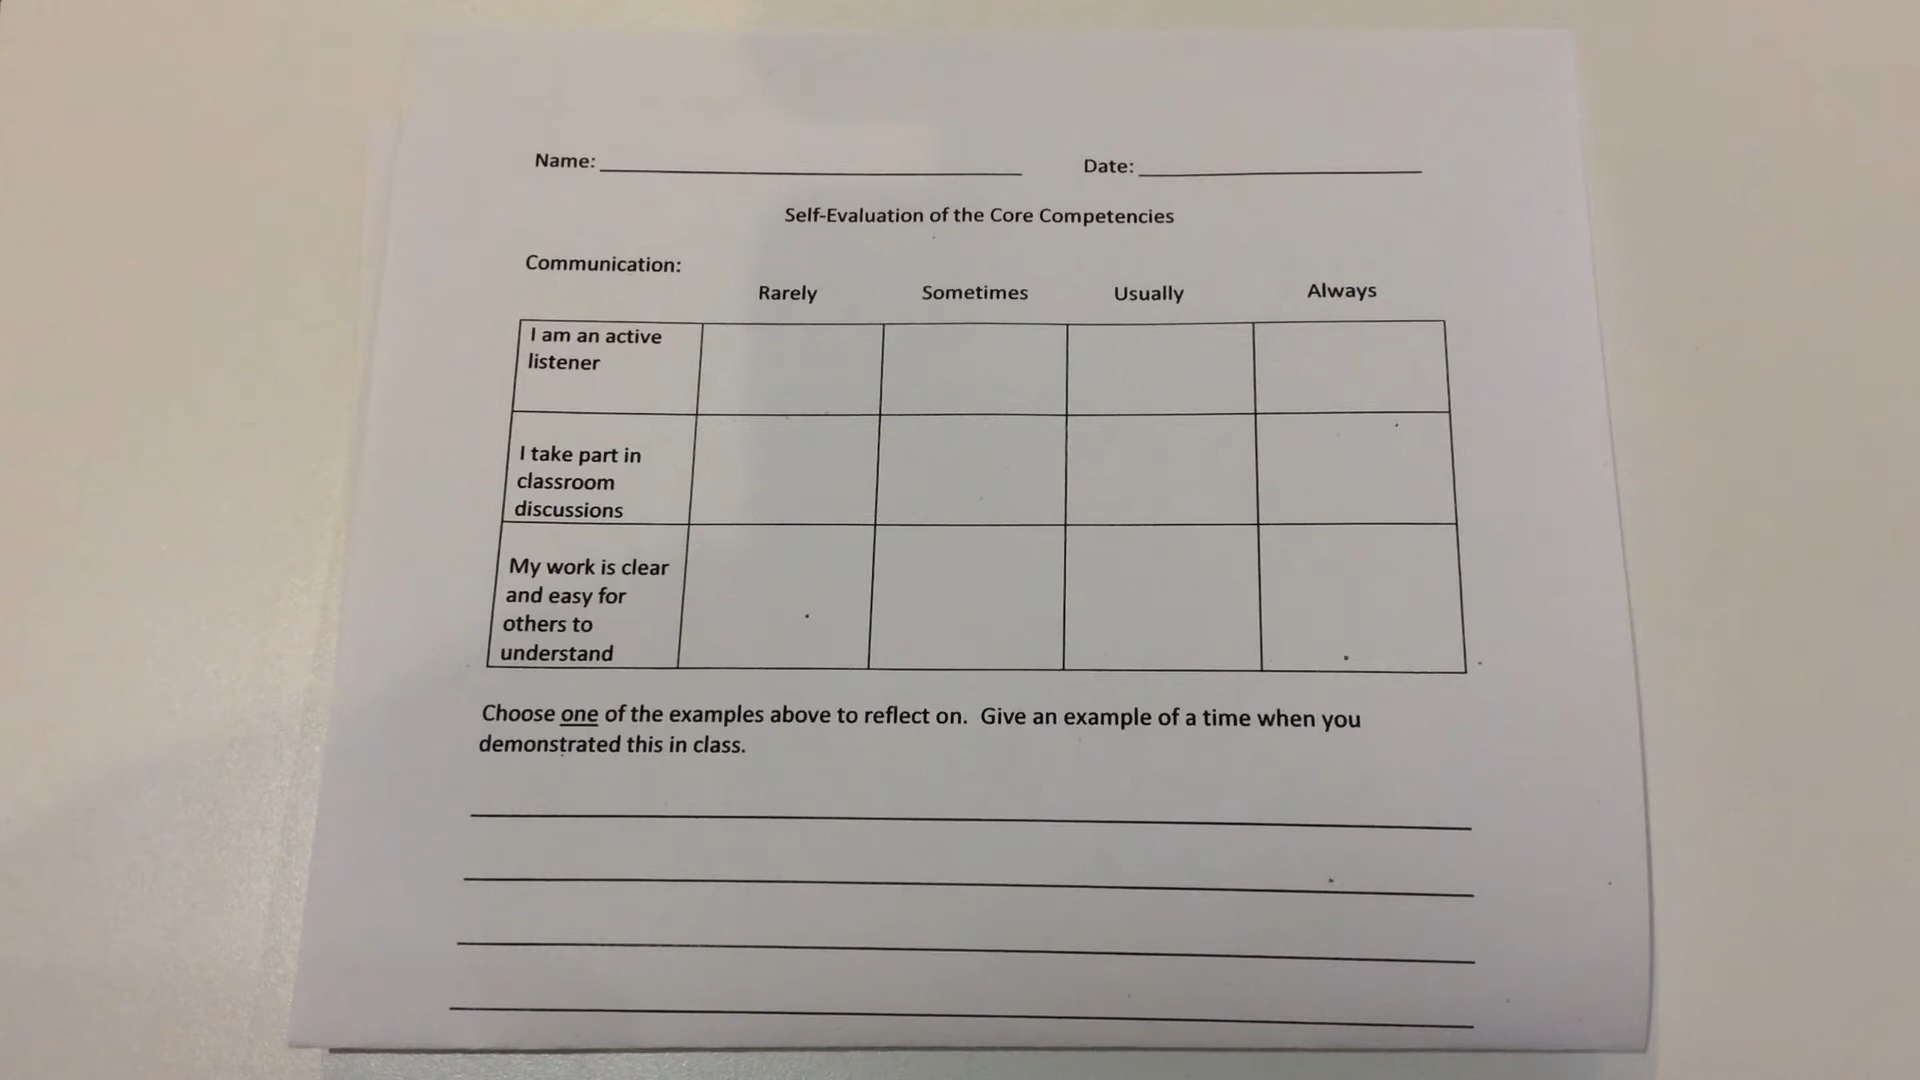 Name: Date:
Self-Evaluation of the Core Competencies
Communication:
Rarely Sometimes Usually Always
I am an active
listener
I take part in
classroom
discussions
My work is clear
and easy for
others to
understand
Choose one of the examples above to reflect on. Give an example of a time when you
demonstrated this in class.